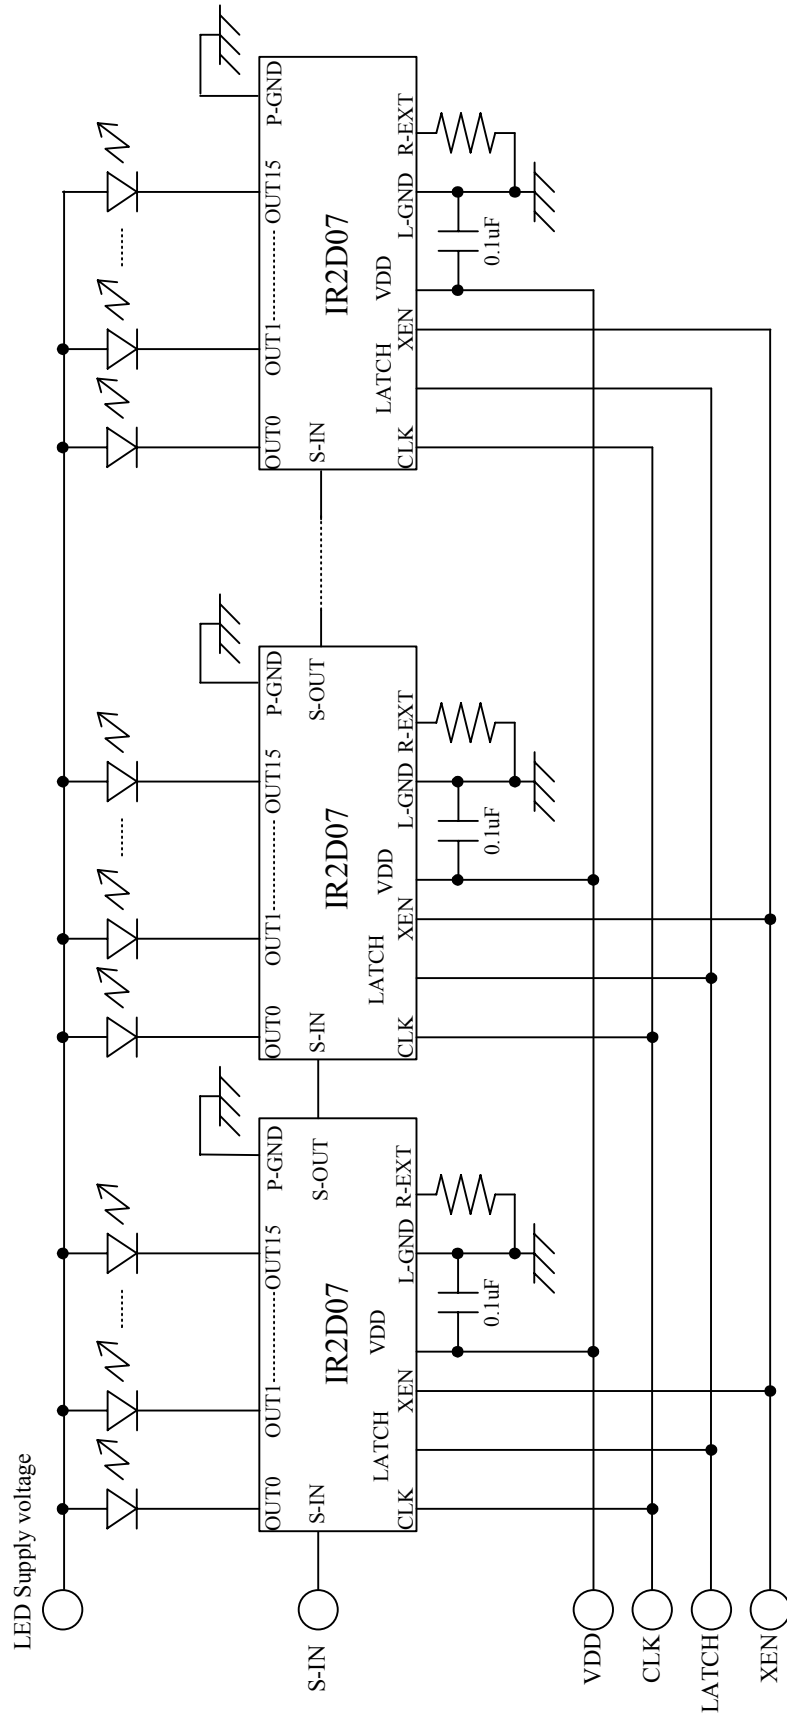 LED Supply voltage
OUT0
OUT1
OUT15
P-GND
S-IN
S-OUT
IR2D07
CLK
LATCH
XEN
VDD
L-GND
R-EXT
0.1uF
OUT0
OUT1
OUT15
P-GND
S-IN
S-OUT
IR2D07
CLK
LATCH
XEN
VDD
L-GND
R-EXT
0.1uF
OUT0
OUT1
OUT15
P-GND
S-IN
IR2D07
CLK
LATCH
XEN
VDD
L-GND
R-EXT
0.1uF
S-IN
VDD
CLK
LATCH
XEN